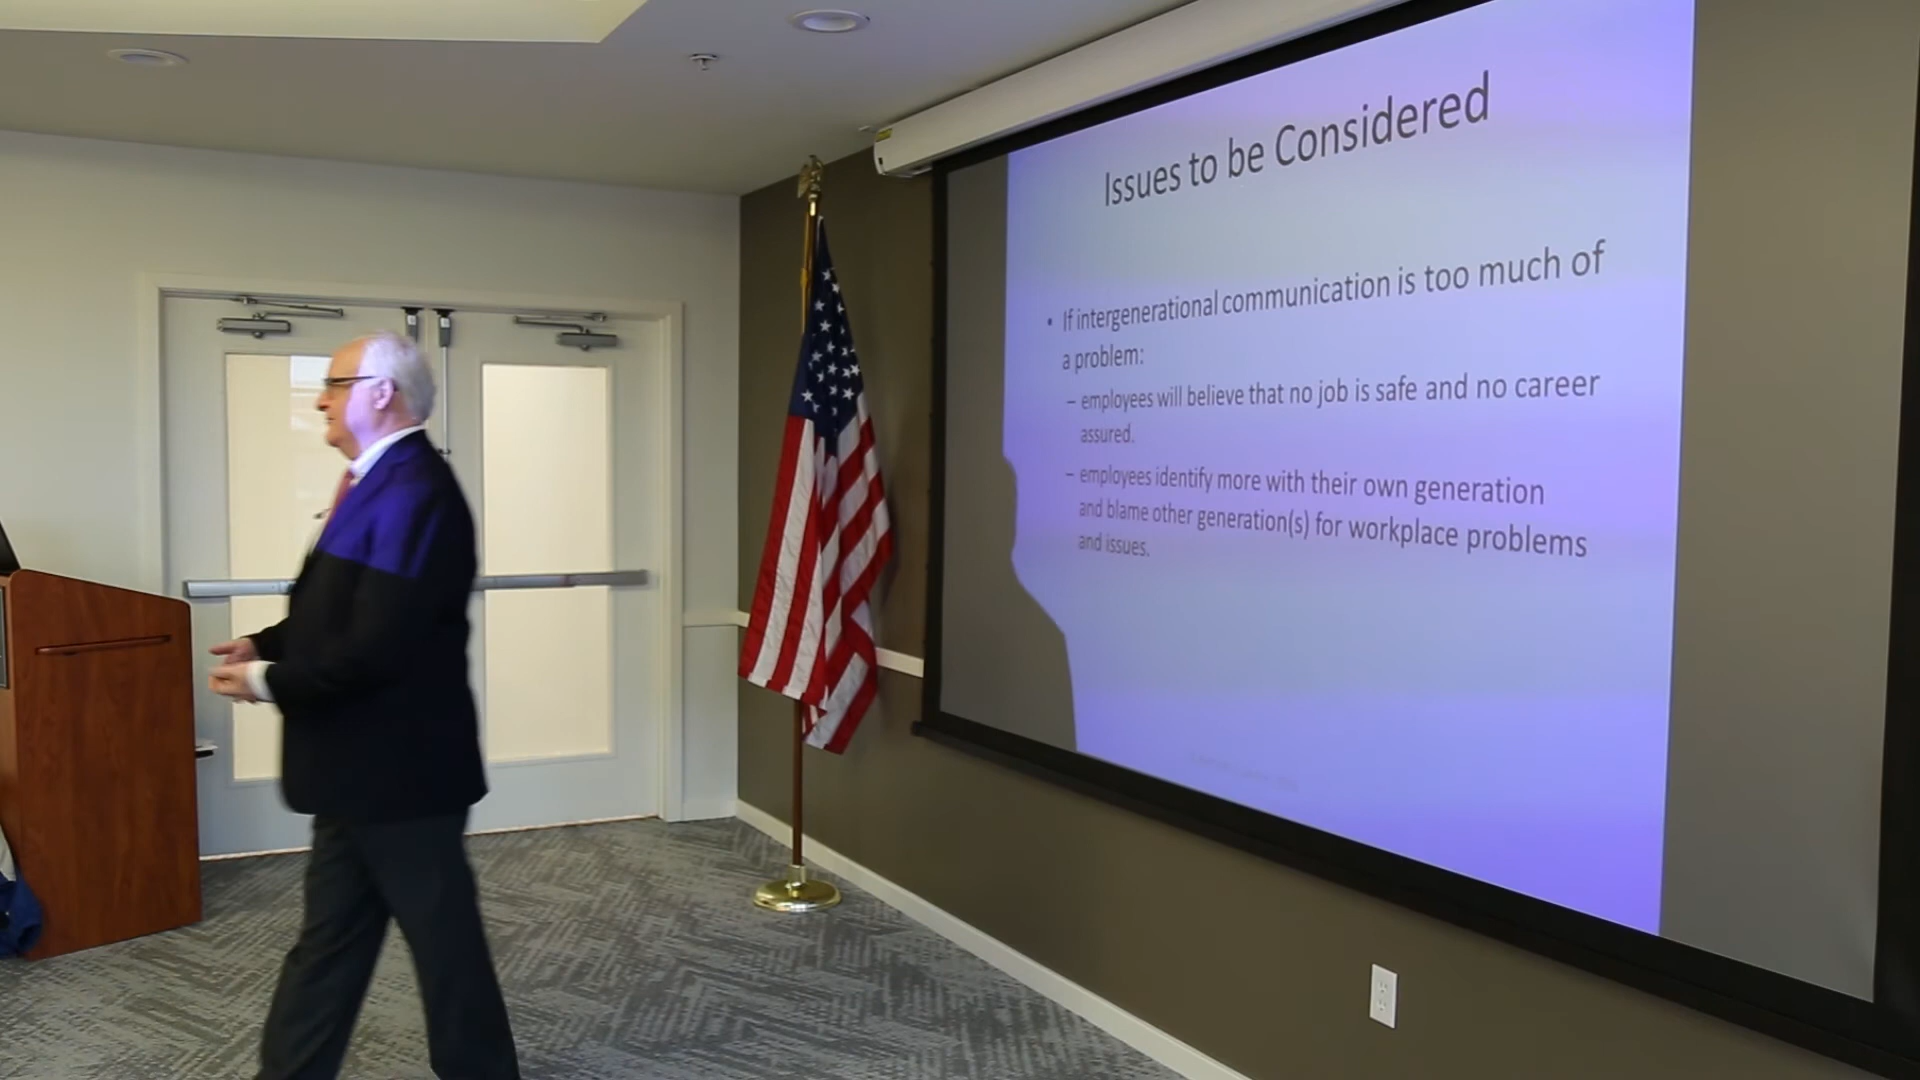 Issues to be Considered
• If intergenerational communication is too much of
a problem:
– employees will believe that no job is safe and no career
assured.
– employees identify more with their own generation
and blame other generation(s) for workplace problems
and issues.